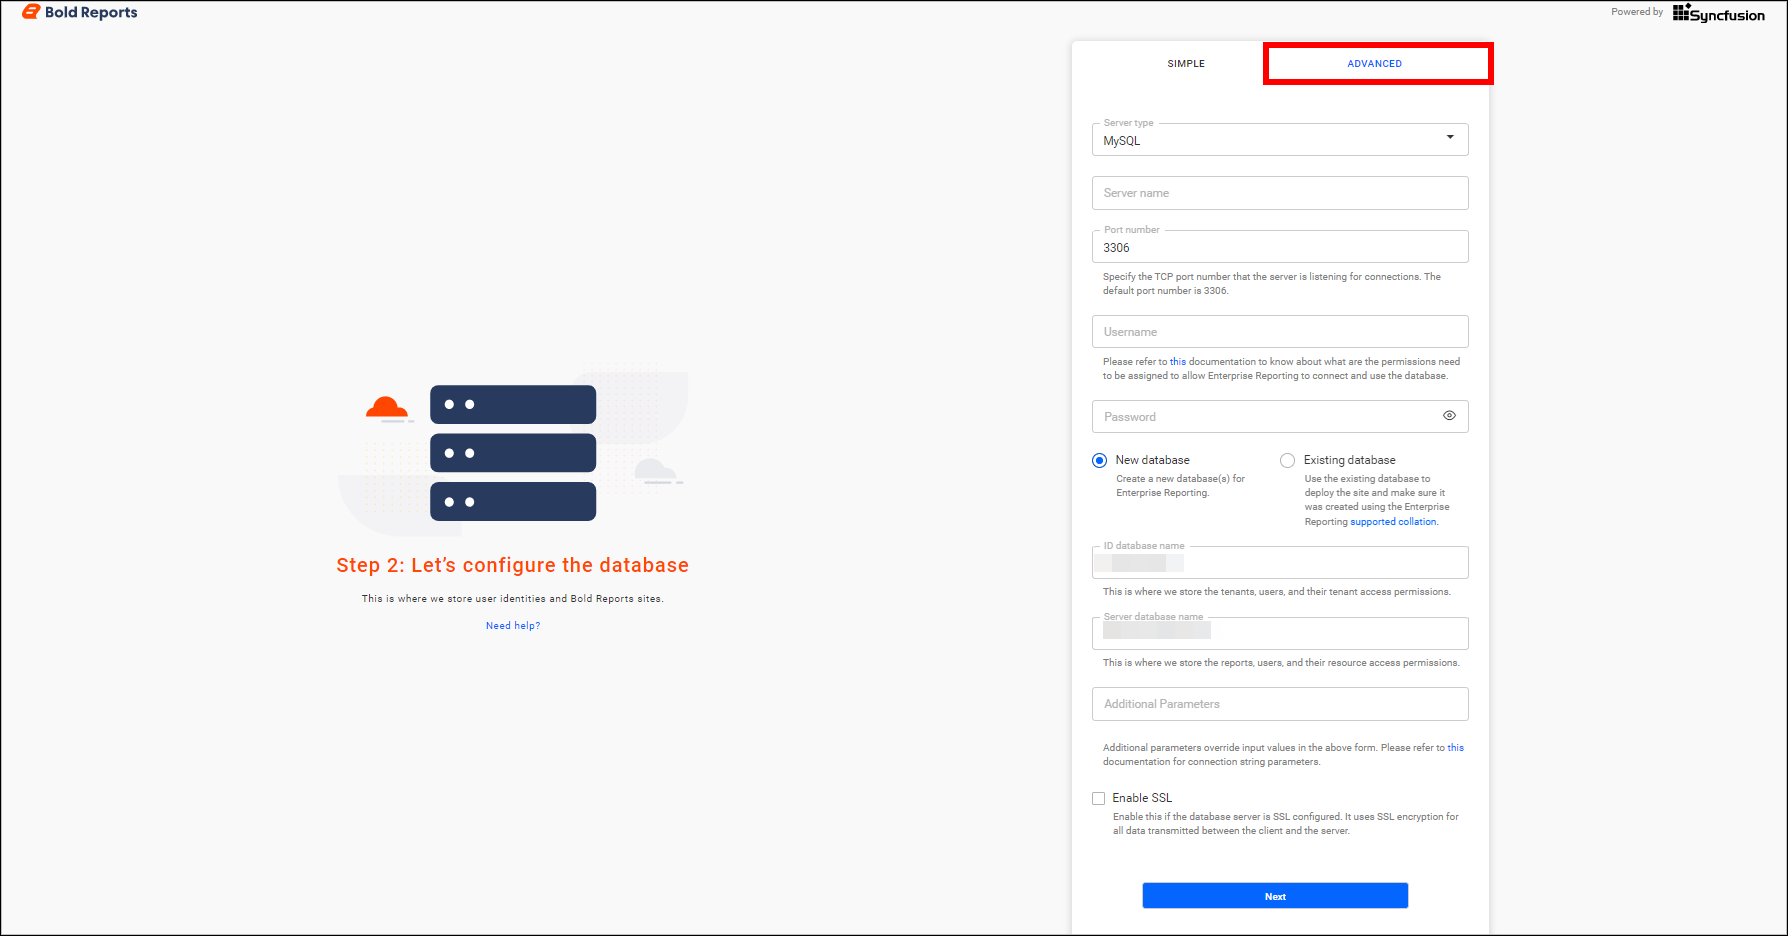 Bold Reports
Powered by Syncfusion
SIMPLE
ADVANCED
Server type
MySQL
Server name
Port number
3306
Specify the TCP port number that the server is listening for connections. The
default port number is 3306.
Username
Please refer to this documentation to know about what are the permissions need
to be assigned to allow Enterprise Reporting to connect and use the database.
Password
New database
Create a new database(s) for
Enterprise Reporting.
Existing database
Use the existing database to
deploy the site and make sure it
was created using the Enterprise
Reporting supported collation.
ID database name
This is where we store the tenants, users, and their tenant access permissions.
Server database name
This is where we store the reports, users, and their resource access permissions.
Additional Parameters
Additional parameters override input values in the above form. Please refer to this
documentation for connection string parameters.
Enable SSL
Enable this if the database server is SSL configured. It uses SSL encryption for
all data transmitted between the client and the server.
Next
Step 2: Let's configure the database
This is where we store user identities and Bold Reports sites.
Need help?